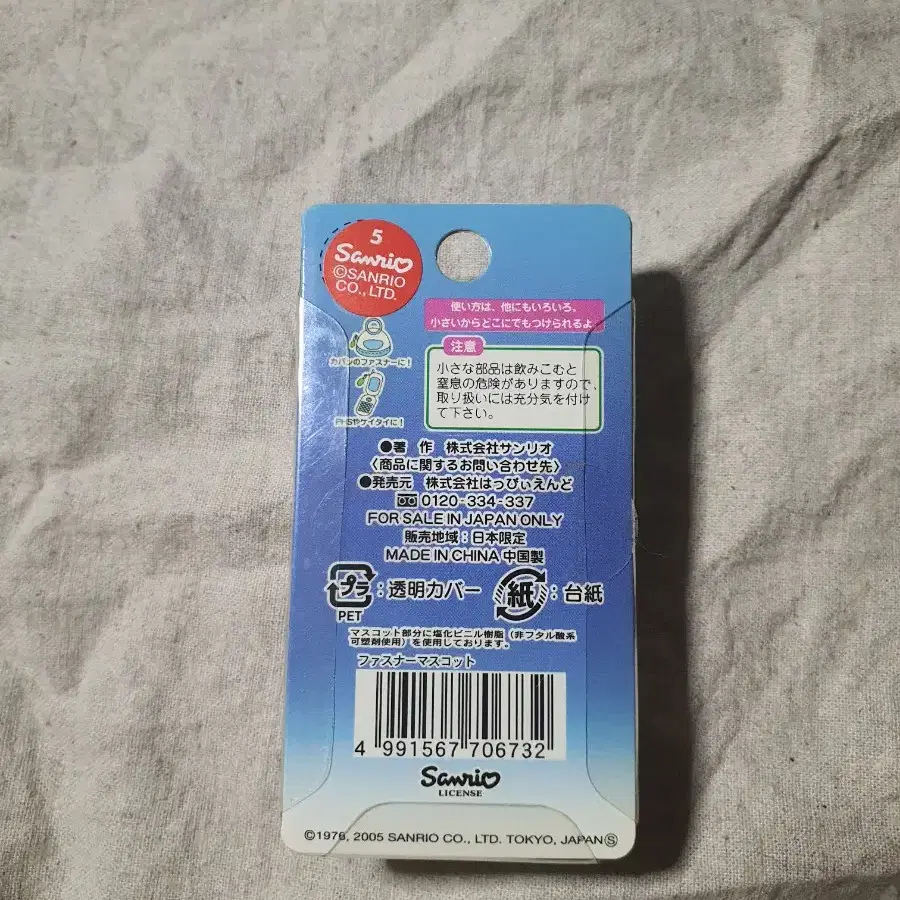 5
Sanrio
©SANRIO
CO., LTD.
使い方は、他にもいろいろ。
小さいからどこにでもつけられるよ
注意
小さな部品は飲みこむと
窒息の危険がありますので、
取り扱いには充分気を付け
て下さい。
カバンのファスナーに!
PHSやケイタイに!
●著 作 株式会社サンリオ
〈商品に関するお問い合わせ先〉
●発売元 株式会社はっぴぃえんど
0120-334-337
FOR SALE IN JAPAN ONLY
販売地域:日本限定
MADE IN CHINA 中国製
プラ :透明カバー 紙 :台紙
PET
マスコット部分に塩化ビニル樹脂(非フタル酸系
可塑剤使用)を使用しております。
ファスナーマスコット
4 991567 706732
Sanrio
LICENSE
©1976, 2005 SANRIO CO., LTD. TOKYO, JAPAN Ⓢ